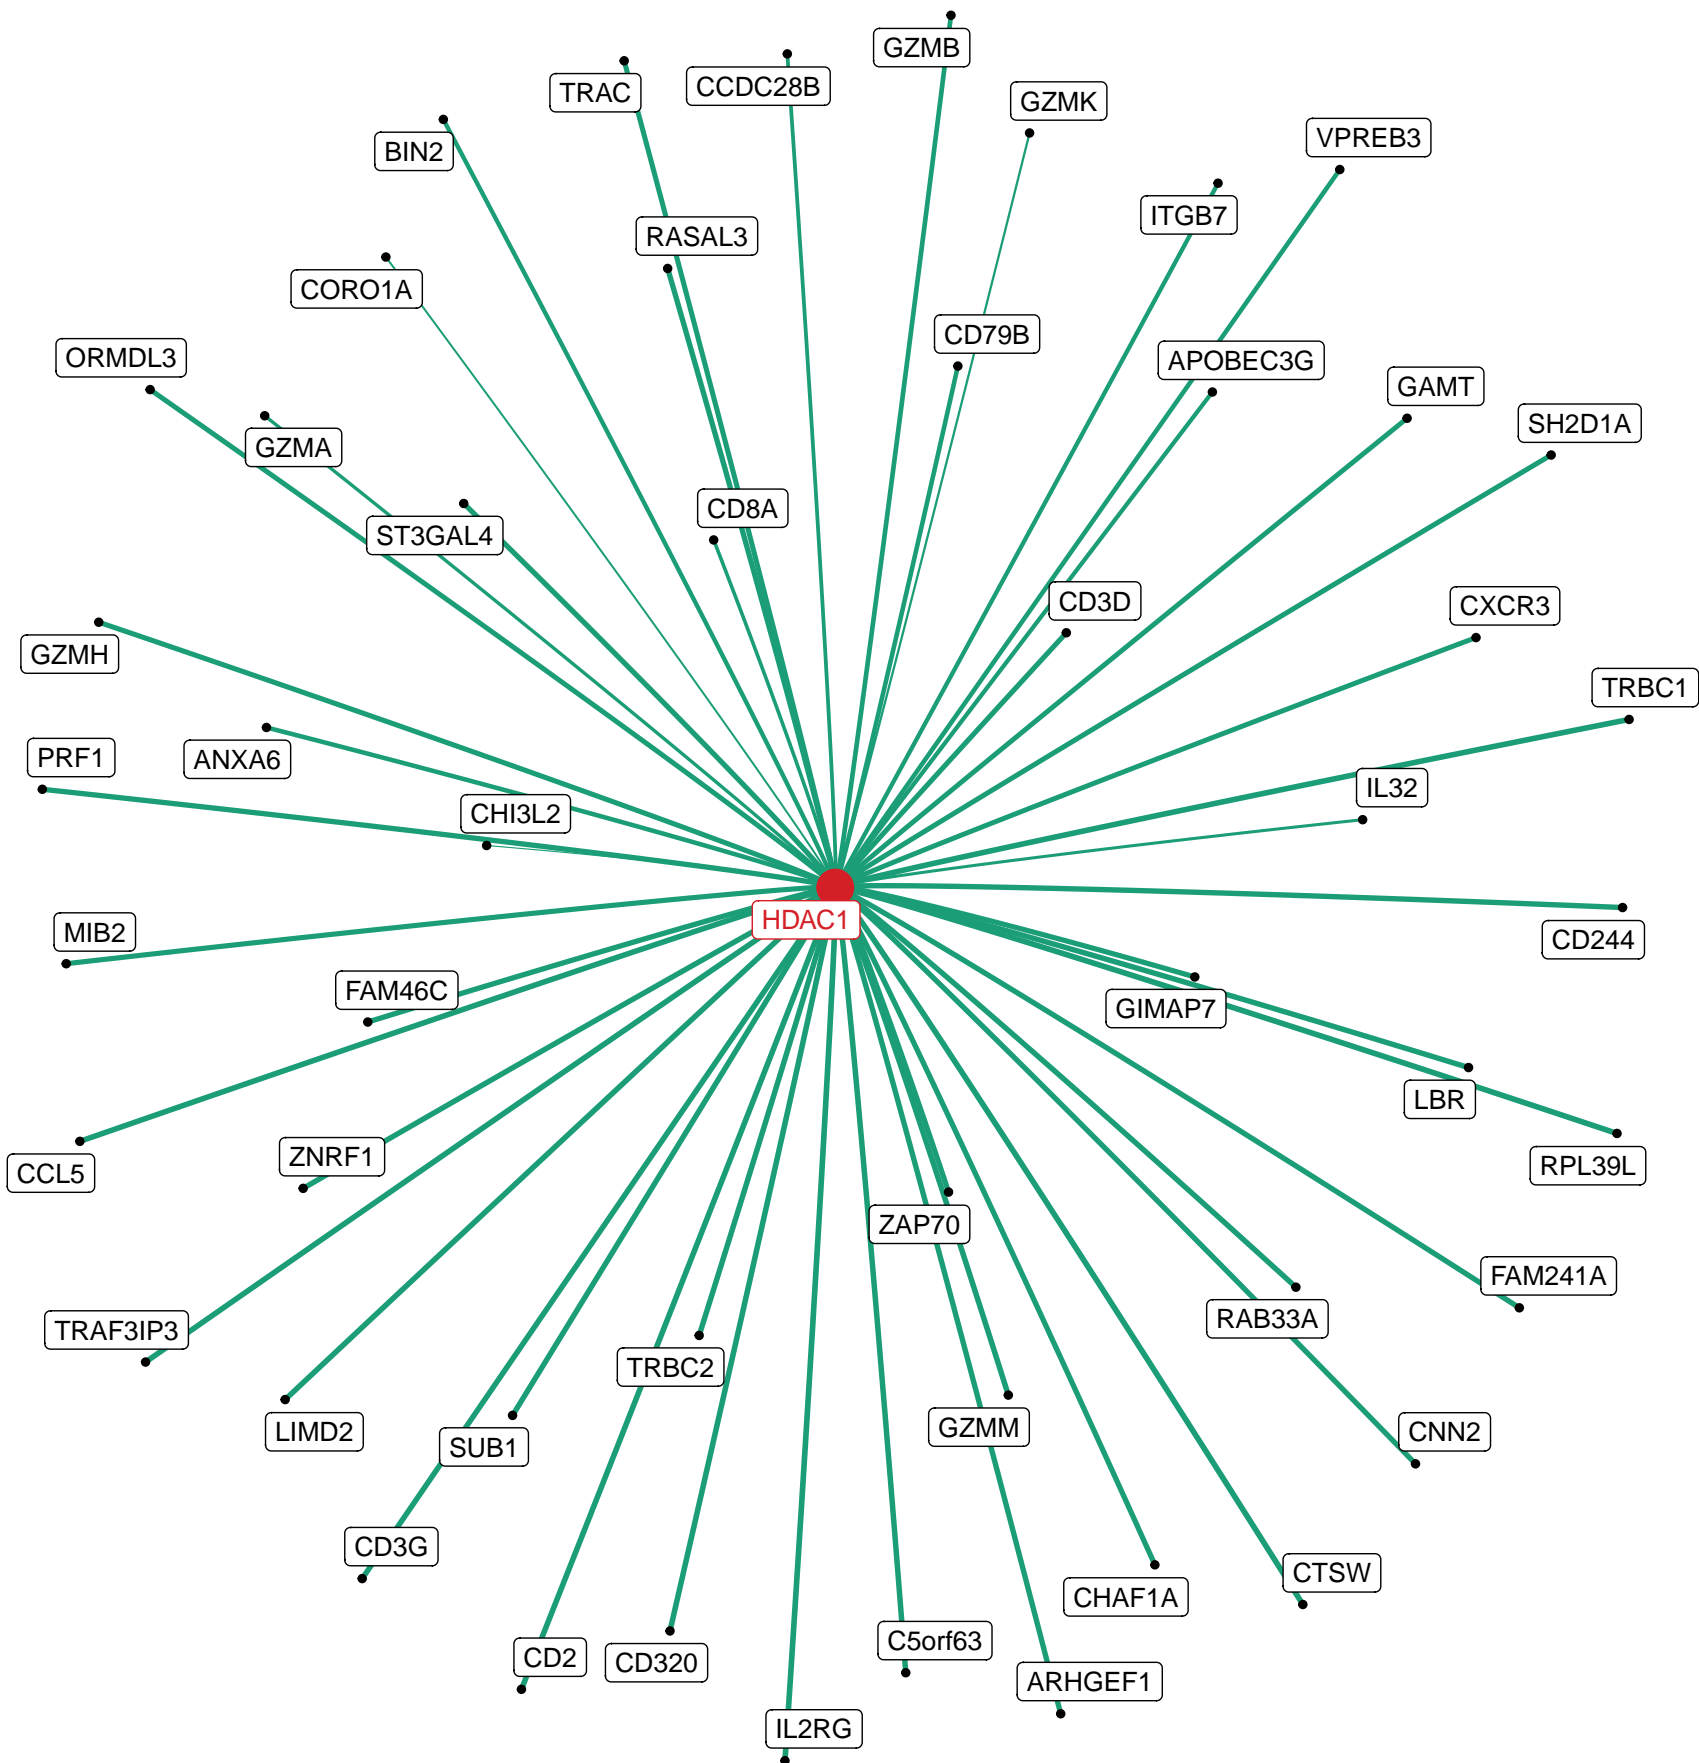 GZMB
TRAC
CCDC28B
GZMK
BIN2
VPREB3
ITGB7
RASAL3
CORO1A
CD79B
ORMDL3
APOBEC3G
GAMT
SH2D1A
GZMA
CD8A
ST3GAL4
CD3D
CXCR3
GZMH
TRBC1
PRF1
ANXA6
IL32
CHI3L2
HDAC1
MIB2
CD244
FAM46C
GIMAP7
LBR
ZNRF1
RPL39L
CCL5
ZAP70
FAM241A
RAB33A
TRAF3IP3
TRBC2
GZMM
LIMD2
CNN2
SUB1
CD3G
CTSW
CHAF1A
C5orf63
CD2
CD320
ARHGEF1
IL2RG